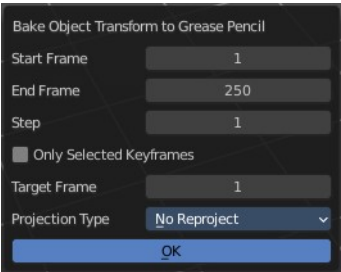 Bake Object Transform to Grease Pencil
Start Frame 1
End Frame 250
Step 1
Only Selected Keyframes
Target Frame 1
Projection Type No Reproject
OK